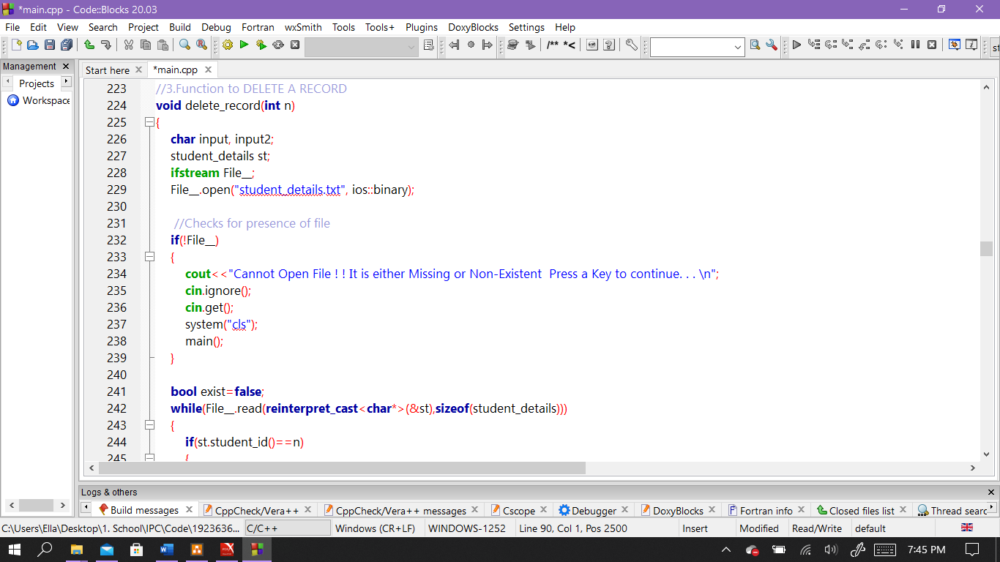 *main.cpp - Code::Blocks 20.03
File Edit View Search Project Build Debug Fortran wxSmith Tools Tools+ Plugins DoxyBlocks Settings Help
/** *<
st
Management
Start here *main.cpp
Projects
Workspace
223 //3.Function to DELETE A RECORD
224 void delete_record(int n)
225 {
226 char input, input2;
227 student_details st;
228 ifstream File__;
229 File__.open("student_details.txt", ios::binary);
230
231 //Checks for presence of file
232 if(!File__)
233 {
234 cout<<"Cannot Open File ! ! It is either Missing or Non-Existent  Press a Key to continue. . . \n";
235 cin.ignore();
236 cin.get();
237 system("cls");
238 main();
239 }
240
241 bool exist=false;
242 while(File__.read(reinterpret_cast<char*>(&st),sizeof(student_details)))
243 {
244 if(st.student_id()==n)
245 {
Logs & others
Build messages CppCheck/Vera++ CppCheck/Vera++ messages Cscope Debugger DoxyBlocks Fortran info Closed files list Thread searc
C:\Users\Ella\Desktop\1. School\IPC\Code\1923636... C/C++ Windows (CR+LF) WINDOWS-1252 Line 90, Col 1, Pos 2500 Insert Modified Read/Write default
7:45 PM